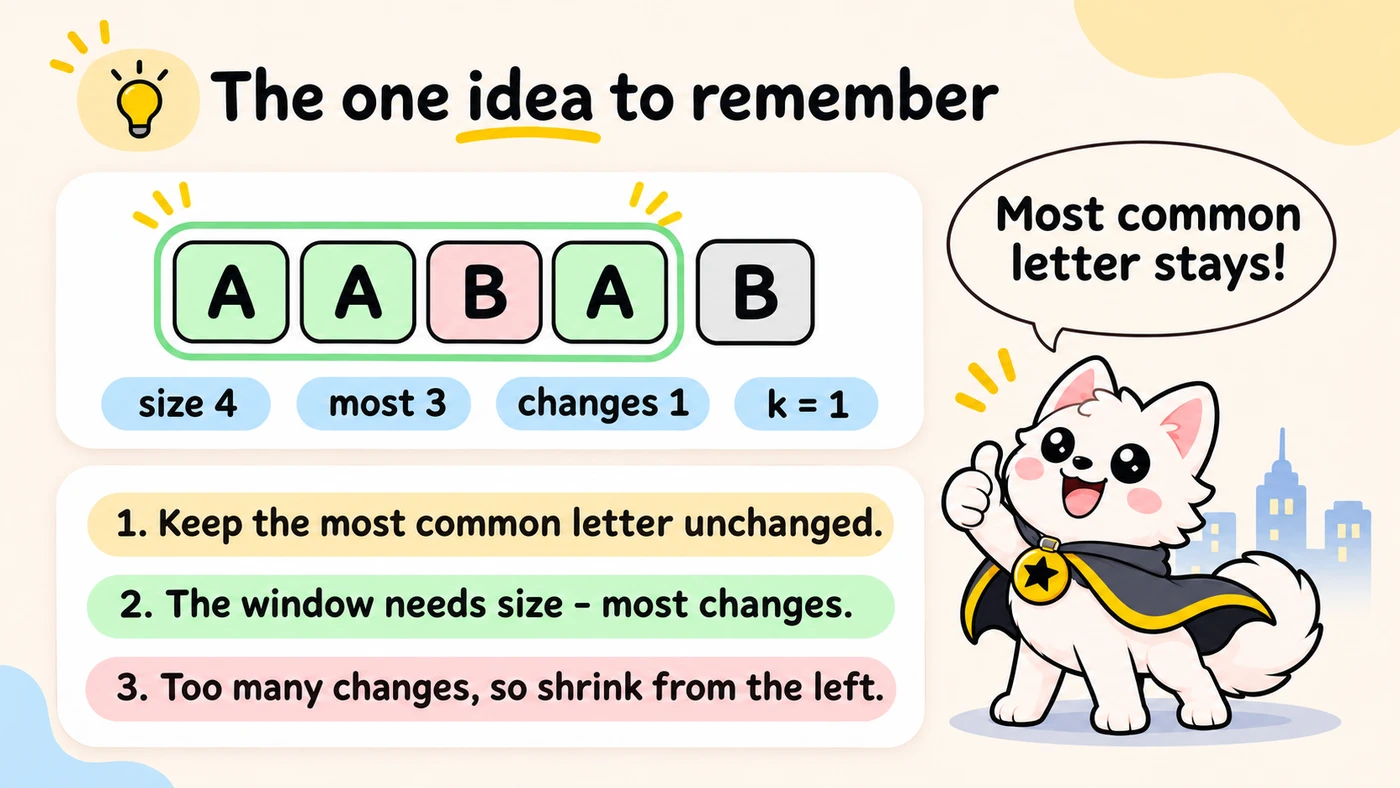 The one idea to remember
A A B A B
size 4 most 3 changes 1 k = 1
Most common
letter stays!
1. Keep the most common letter unchanged.
2. The window needs size - most changes.
3. Too many changes, so shrink from the left.